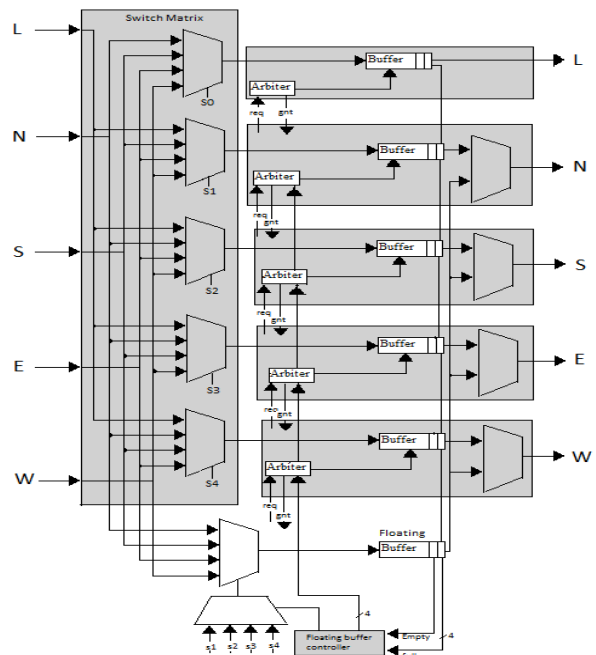 Switch Matrix
L
S0
Buffer
L
Arbiter
req
gnt
N
S1
Buffer
N
Arbiter
req
gnt
S
S2
Buffer
S
Arbiter
req
gnt
E
S3
Buffer
E
Arbiter
req
gnt
W
S4
Buffer
W
Arbiter
req
gnt
Floating
Buffer
4
Empty
4
s1
s2
s3
s4
Floating buffer
controller